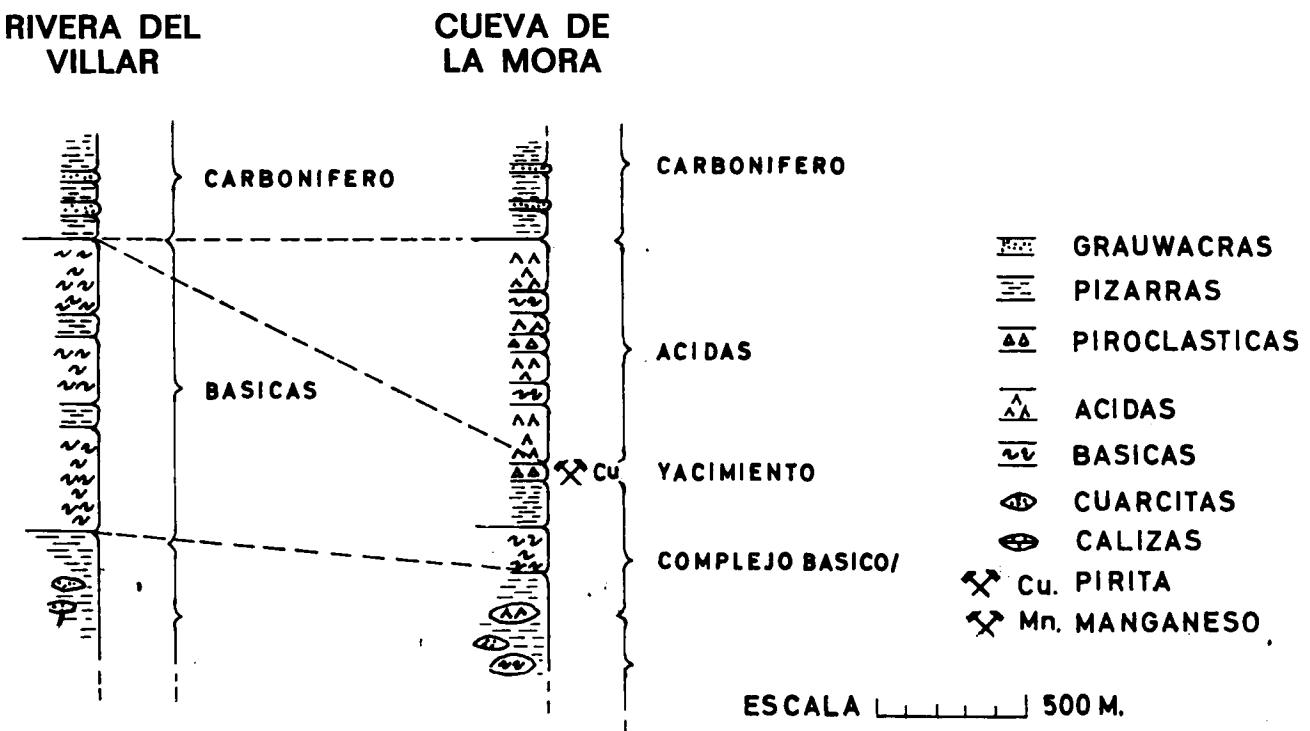 RIVERA DEL
VILLAR
CUEVA DE
LA MORA
CARBONIFERO
BASICAS
CARBONIFERO
ACIDAS
Cu
YACIMIENTO
COMPLEJO BASICO/
GRAUWACRAS
PIZARRAS
PIROCLASTICAS
ACIDAS
BASICAS
CUARCITAS
CALIZAS
Cu. PIRITA
Mn. MANGANESO
ESCALA 500 M.